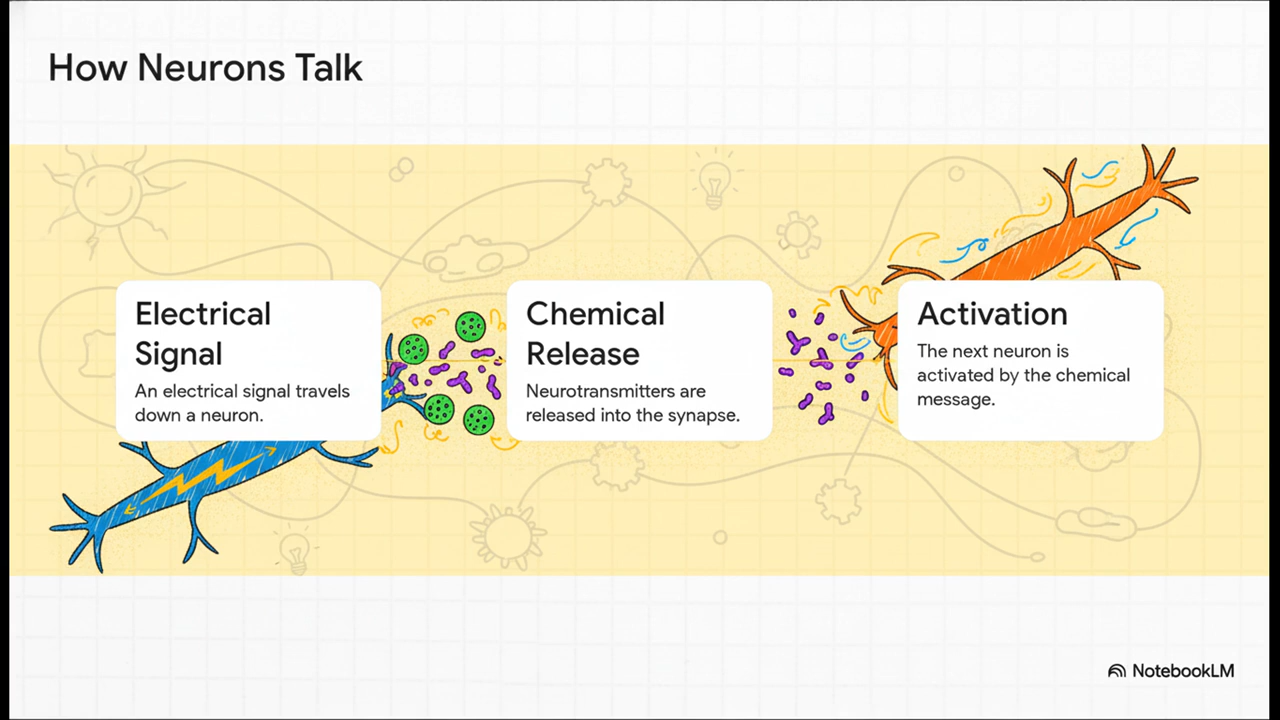 How Neurons Talk
Electrical
Signal
An electrical signal travels
down a neuron.
Chemical
Release
Neurotransmitters are
released into the synapse.
Activation
The next neuron is
activated by the chemical
message.
NotebookLM